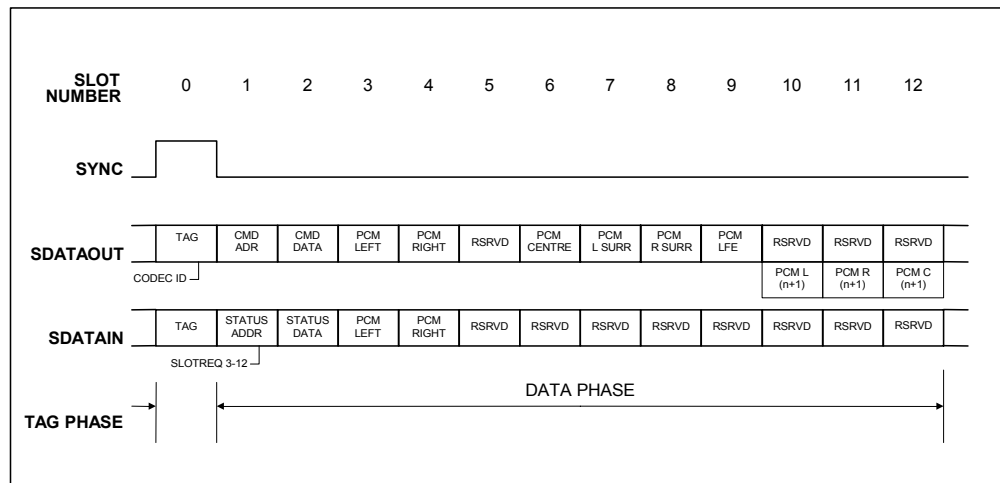 SLOT NUMBER 0 1 2 3 4 5 6 7 8 9 10 11 12
SYNC
SDATAOUT TAG CMD ADR CMD DATA PCM LEFT PCM RIGHT RSRVD PCM CENTRE PCM L SURR PCM R SURR PCM LFE RSRVD RSRVD RSRVD
CODEC ID PCM L (n+1) PCM R (n+1) PCM C (n+1)
SDATAIN TAG STATUS ADDR STATUS DATA PCM LEFT PCM RIGHT RSRVD RSRVD RSRVD RSRVD RSRVD RSRVD RSRVD RSRVD
SLOTREQ 3-12
DATA PHASE
TAG PHASE